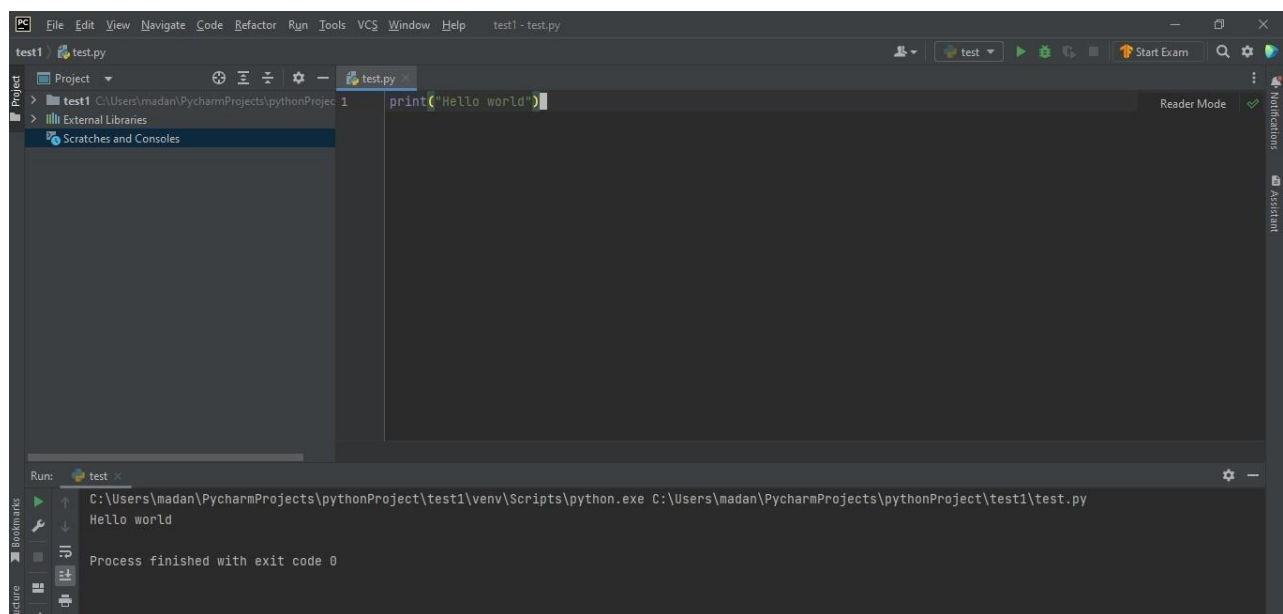 PC File Edit View Navigate Code Refactor Run Tools VCS Window Help test1 - test.py
test1 test.py test Start Exam
Project Project test.py
test1 C:\Users\madan\PycharmProjects\pythonProjec 1 print("Hello world") Reader Mode
External Libraries
Scratches and Consoles
Notifications
Assistant
Run: test
C:\Users\madan\PycharmProjects\pythonProject\test1\venv\Scripts\python.exe C:\Users\madan\PycharmProjects\pythonProject\test1\test.py
Hello world
Process finished with exit code 0
Bookmarks
ucture